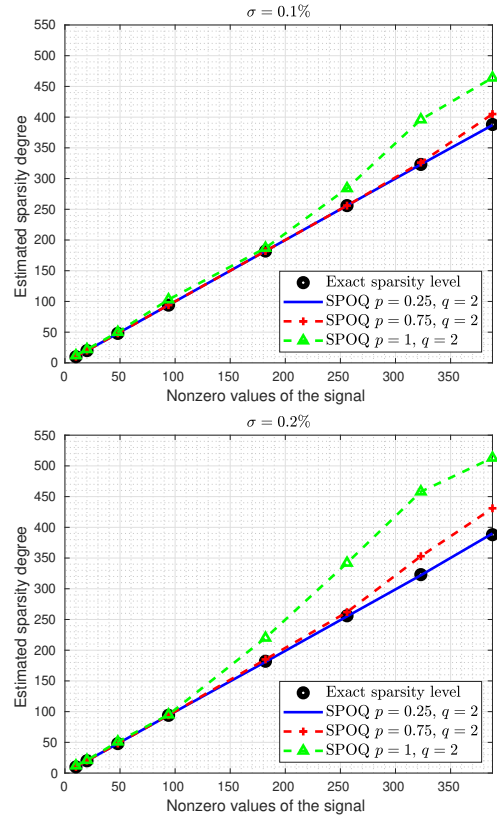 σ = 0.1%
550
500
450
400
350
300
250
200
150
100
50
0
Estimated sparsity degree
Exact sparsity level
SPOQ p = 0.25, q = 2
SPOQ p = 0.75, q = 2
SPOQ p = 1, q = 2
0 50 100 150 200 250 300 350
Nonzero values of the signal
σ = 0.2%
550
500
450
400
350
300
250
200
150
100
50
0
Estimated sparsity degree
Exact sparsity level
SPOQ p = 0.25, q = 2
SPOQ p = 0.75, q = 2
SPOQ p = 1, q = 2
0 50 100 150 200 250 300 350
Nonzero values of the signal